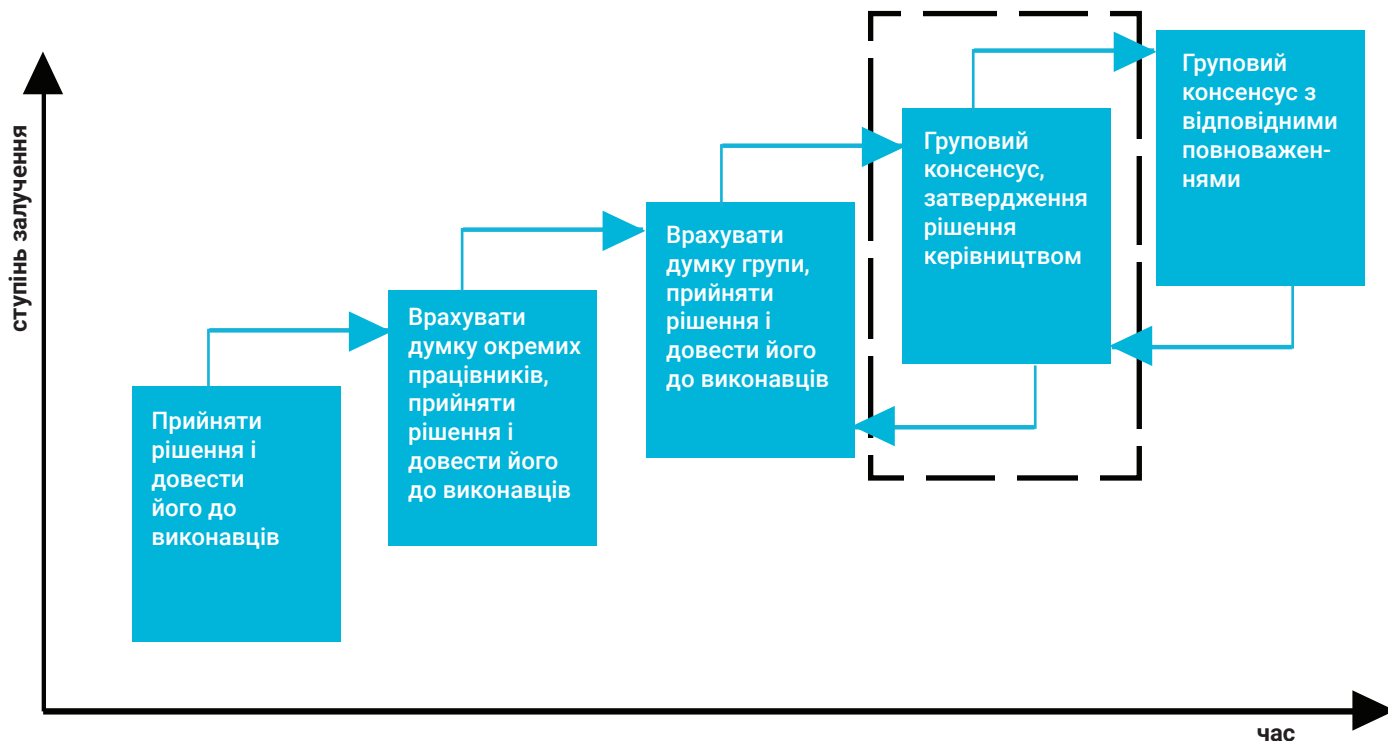 ступінь залучення
Прийняти
рішення і
довести
його до
виконавців
Врахувати
думку окремих
працівників,
прийняти
рішення і
довести його
до виконавців
Врахувати
думку групи,
прийняти
рішення і
довести його
до виконавців
Груповий
консенсус,
затвердження
рішення
керівництвом
Груповий
консенсус з
відповідними
повноважен-
нями
час